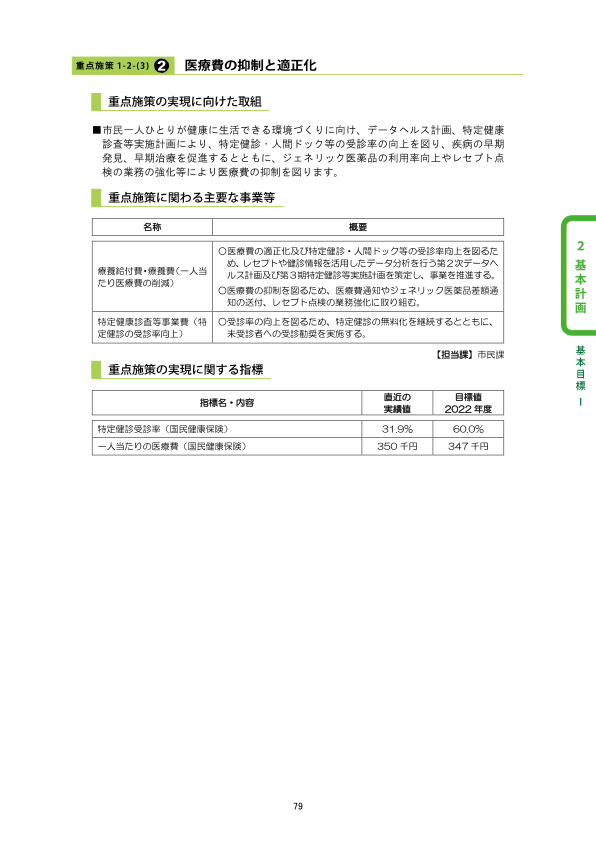 重点施策 1-2-(3) ❷ 医療費の抑制と適正化
重点施策の実現に向けた取組
■市民一人ひとりが健康に生活できる環境づくりに向け、データヘルス計画、特定健康
診査等実施計画により、特定健診・人間ドック等の受診率の向上を図り、疾病の早期
発見、早期治療を促進するとともに、ジェネリック医薬品の利用率向上やレセプト点
検の業務の強化等により医療費の抑制を図ります。
重点施策に関わる主要な事業等
名称 概要
療養給付費・療養費（一人当
たり医療費の削減）
○医療費の適正化及び特定健診・人間ドック等の受診率向上を図るた
め、レセプトや健診情報を活用したデータ分析を行う第２次データヘ
ルス計画及び第３期特定健診等実施計画を策定し、事業を推進する。
○医療費の抑制を図るため、医療費通知やジェネリック医薬品差額通
知の送付、レセプト点検の業務強化に取り組む。
特定健康診査等事業費（特
定健診の受診率向上）
○受診率の向上を図るため、特定健診の無料化を継続するとともに、
未受診者への受診勧奨を実施する。
【担当課】市民課
重点施策の実現に関する指標
指標名・内容
直近の
実績値
目標値
2022 年度
特定健診受診率（国民健康保険） 31.9% 60.0%
一人当たりの医療費（国民健康保険） 350 千円 347 千円
2
基本計画
基本目標
Ⅰ
79